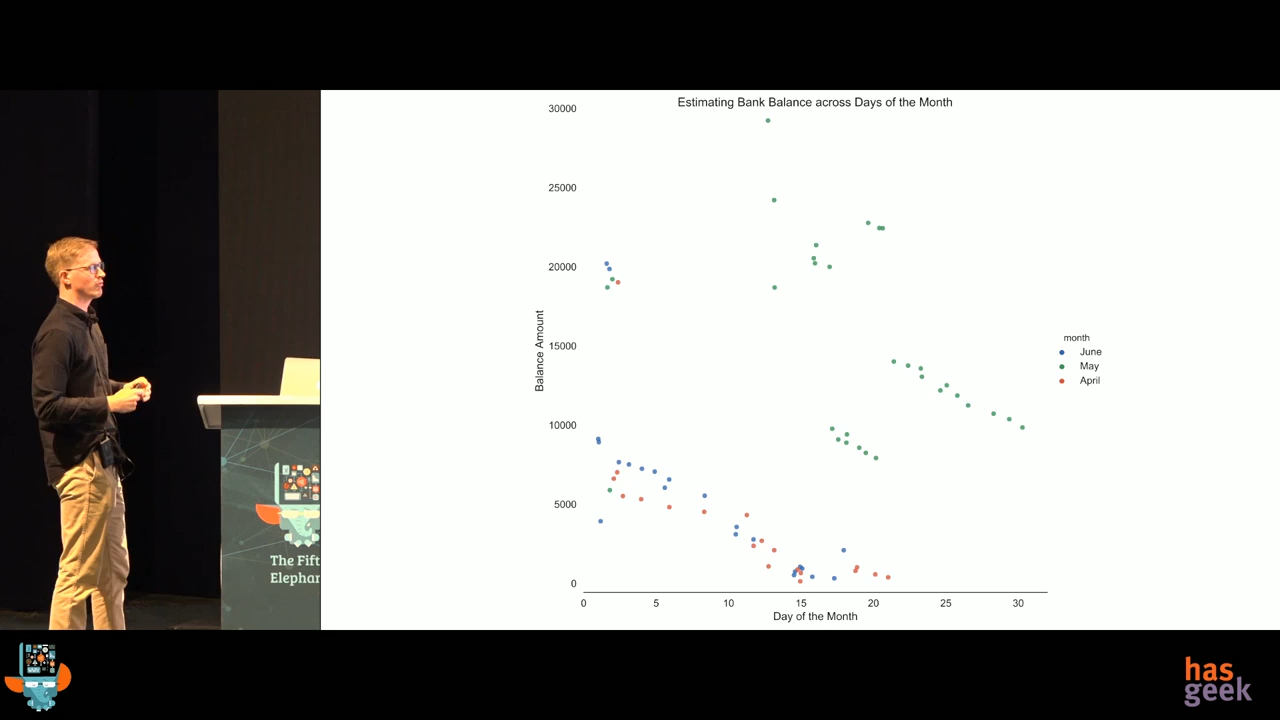 Estimating Bank Balance across Days of the Month
30000
25000
20000
15000
10000
5000
0
Balance Amount
0 5 10 15 20 25 30
Day of the Month
month
June
May
April
The Fift
Elephan
has
geek